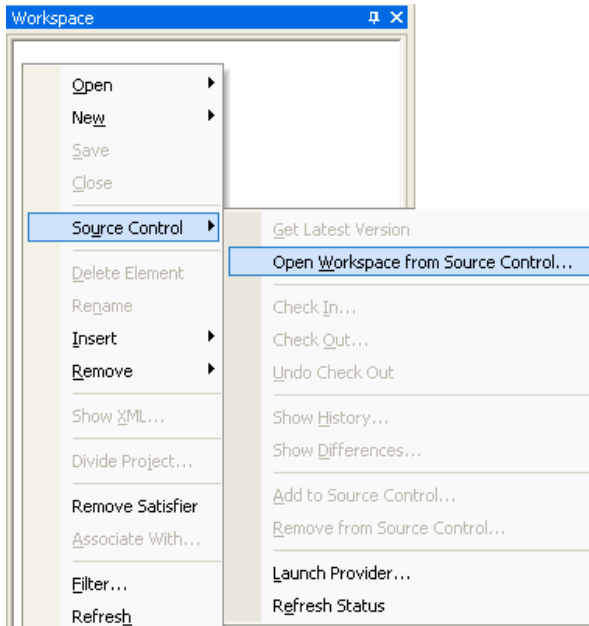 Workspace
Open
New
Save
Close
Source Control
Delete Element
Rename
Insert
Remove
Show XML...
Divide Project...
Remove Satisfier
Associate With...
Filter...
Refresh
Get Latest Version
Open Workspace from Source Control...
Check In...
Check Out...
Undo Check Out
Show History...
Show Differences...
Add to Source Control...
Remove from Source Control...
Launch Provider...
Refresh Status